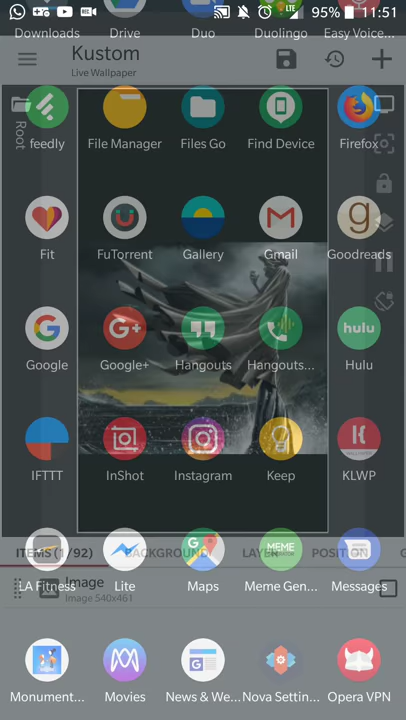 95% 11:51
Downloads Drive Duo Duolingo Easy Voice...
Kustom
Live Wallpaper
Root
feedly File Manager Files Go Find Device Firefox
Fit FuTorrent Gallery Gmail Goodreads
g
M
G
G+
hulu
Google Google+ Hangouts Hangouts... Hulu
IFTTT InShot Instagram Keep KLWP
ITEMS (1/92) BACKGROUND LAYER POSITION
MEME
LA Fitness Lite Maps Meme Gen... Messages
Image
Image 540x461
Monument... Movies News & We... Nova Settin... Opera VPN